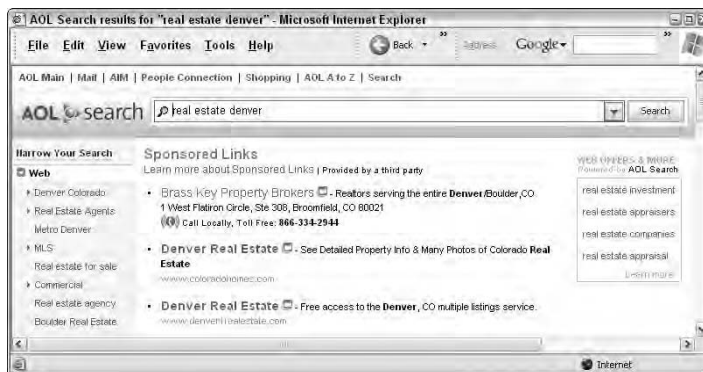 AOL Search results for "real estate denver" - Microsoft Internet Explorer
File Edit View Favorites Tools Help Back » Address Google »
AOL Main | Mail | AIM | People Connection | Shopping | AOL A to Z | Search
AOL search real estate denver Search
Narrow Your Search
Web
Denver Colorado
Real Estate Agents
Metro Denver
MLS
Real estate for sale
Commercial
Real estate agency
Boulder Real Estate
Sponsored Links
Learn more about Sponsored Links | Provided by a third party
• Brass Key Property Brokers - Realtors serving the entire Denver/Boulder,CO
1 West Flatiron Circle, Ste 308, Broomfield, CO 80021
Call Locally, Toll Free: 866-334-2944
• Denver Real Estate - See Detailed Property Info & Many Photos of Colorado Real
Estate
www.coloradohomes.com
• Denver Real Estate - Free access to the Denver, CO multiple listings service.
WEB OFFERS & MORE
Powered by AOL Search
real estate investment
real estate appraisers
real estate companies
real estate appraisal
Learn more
Internet